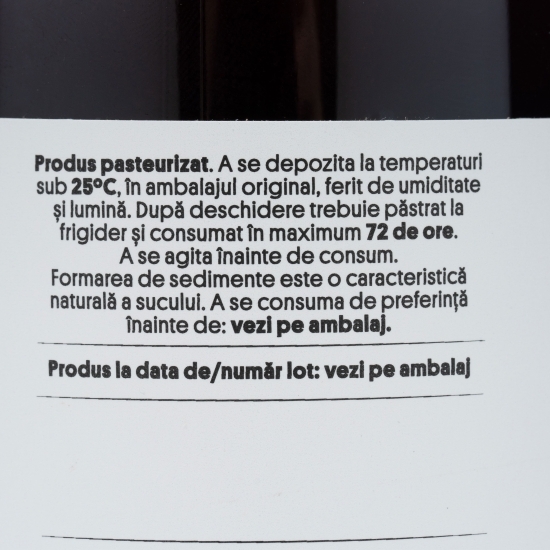 Produs pasteurizat. A se depozita la temperaturi
sub 25ºC, în ambalajul original, ferit de umiditate
și lumină. După deschidere trebuie păstrat la
frigider și consumat în maximum 72 de ore.
A se agita înainte de consum.
Formarea de sedimente este o caracteristică
naturală a sucului. A se consuma de preferință
înainte de: vezi pe ambalaj.
Produs la data de/număr lot: vezi pe ambalaj